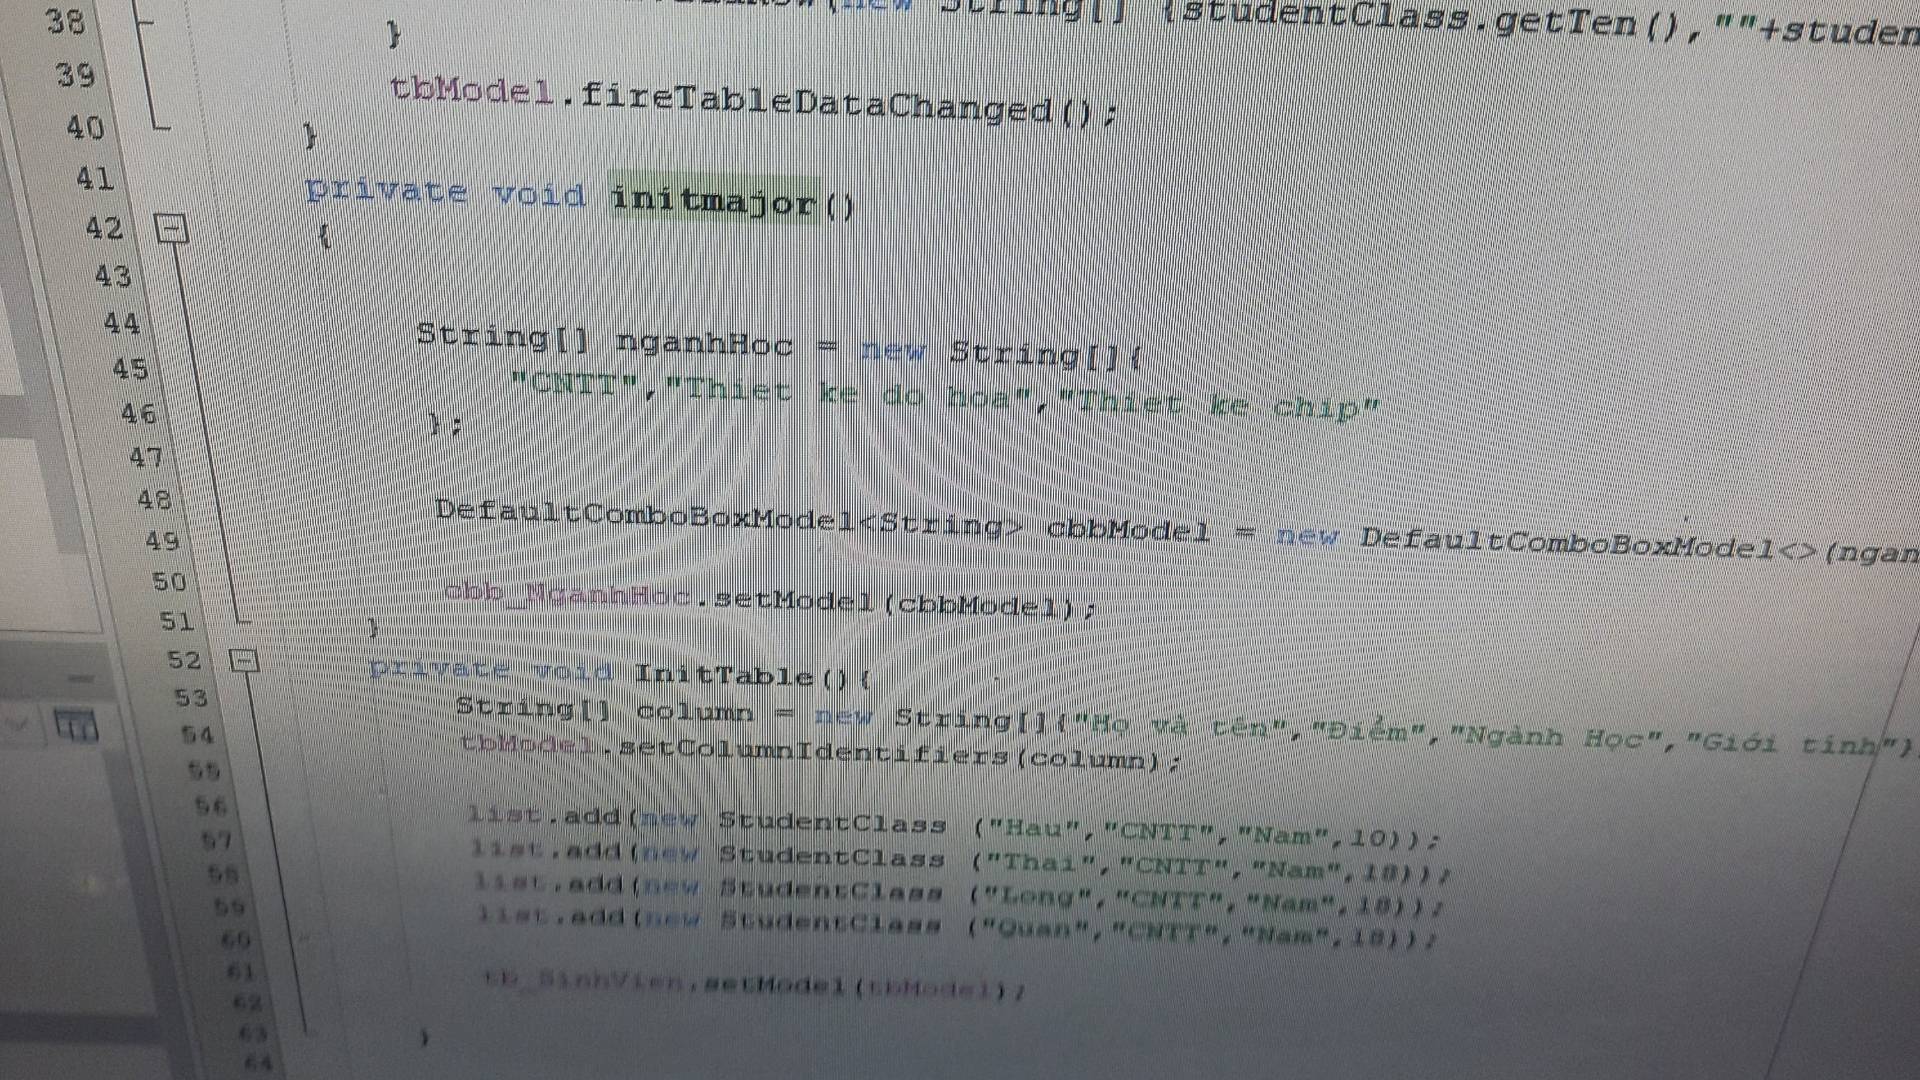 38
(new String[] {studentClass.getTen(),""+studen
}
39
tbModel.fireTableDataChanged();
40
}
41
private void initmajor()
42
{
43
44
String[] nganhHoc = new String[]{
45
"CNTT","Thiet ke do hoa","Thiet ke chip"
46
};
47
48
DefaultComboBoxModel<String> cbbModel = new DefaultComboBoxModel<>(ngan
49
50
cbb_NganhHoc.setModel(cbbModel);
51
}
52
private void InitTable(){
53
String[] column = new String[]{"Họ và tên","Điểm","Ngành Học","Giới tính"}
54
tbModel.setColumnIdentifiers(column);
55
56
list.add(new StudentClass ("Hau","CNTT","Nam",10));
57
list.add(new StudentClass ("Thai","CNTT","Nam",18));
58
list.add(new StudentClass ("Long","CNTT","Nam",18));
59
list.add(new StudentClass ("Quan","CNTT","Nam",18));
60
61
tb_SinhVien.setModel(tbModel);
62
63
}
64